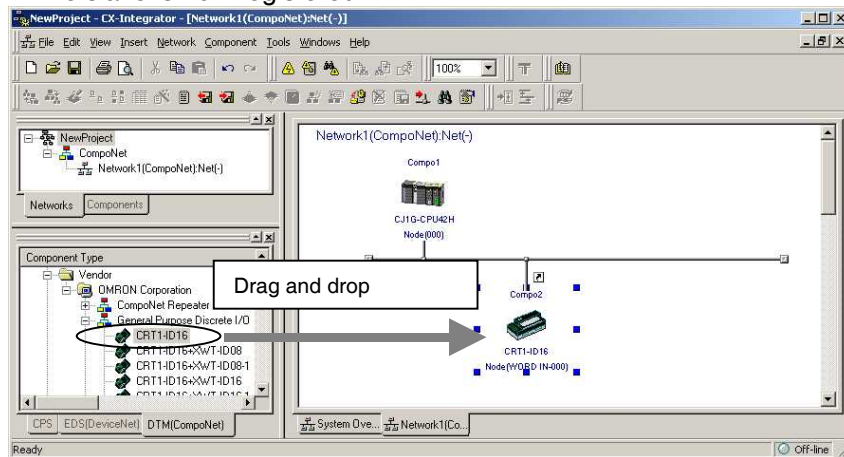 NewProject - CX-Integrator - [Network1(CompoNet):Net(-)]
File Edit View Insert Network Component Tools Windows Help
100%
NewProject
CompoNet
Network1(CompoNet):Net(-)
Networks Components
Component Type
Vendor
OMRON Corporation
CompoNet Repeater
General Purpose Discrete I/O
CRT1-ID16
CRT1-ID16+XWT-ID08
CRT1-ID16+XWT-ID08-1
CRT1-ID16+XWT-ID16
CPS EDS(DeviceNet) DTM(CompoNet)
Network1(CompoNet):Net(-)
Compo1
CJ1G-CPU42H
Node(000)
Drag and drop
Compo2
CRT1-ID16
Node(WORD IN-000)
System Ove... Network1(Co...
Ready
Off-line